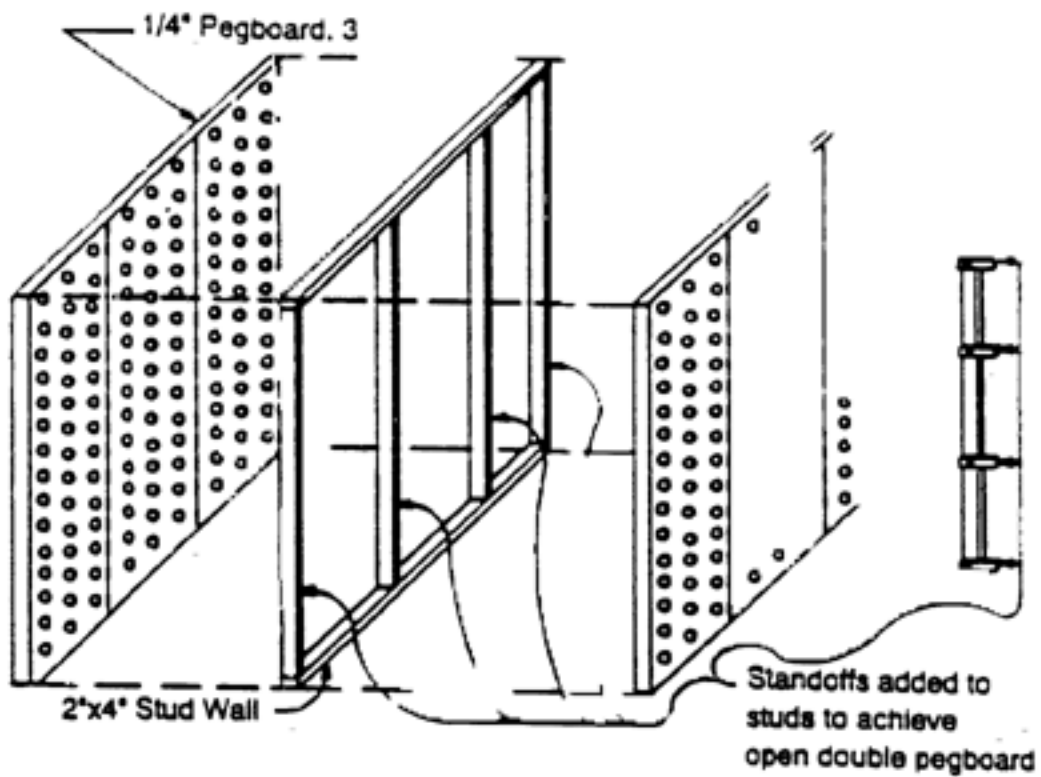 1/4" Pegboard. 3
2"x4" Stud Wall
Standoffs added to
studs to achieve
open double pegboard